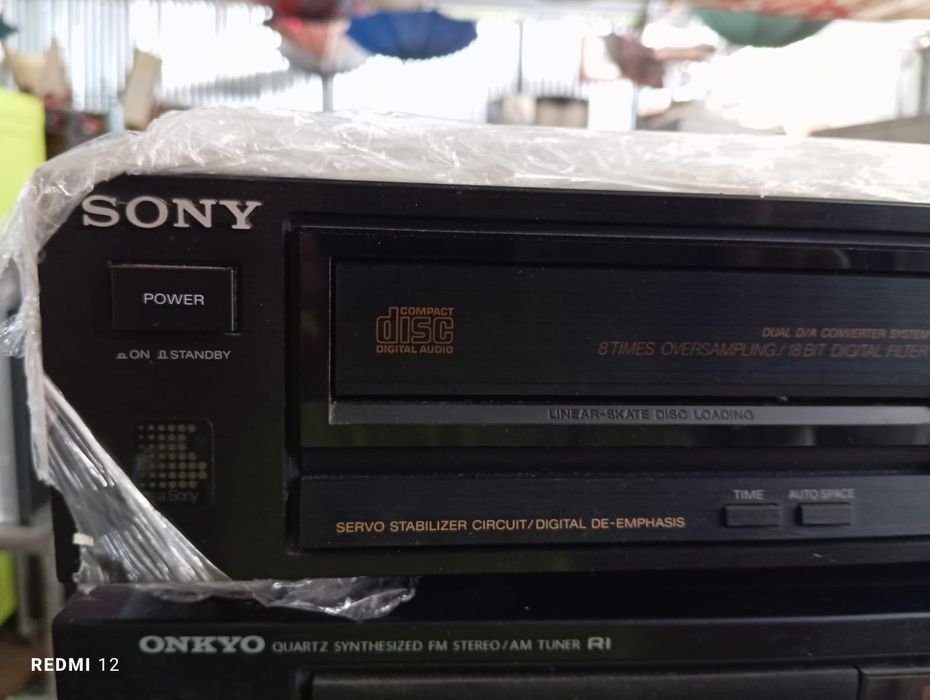 SONY
POWER
ON STANDBY
COMPACT
disc
DIGITAL AUDIO
DUAL D/A CONVERTER SYSTEM
8 TIMES OVERSAMPLING / 18 BIT DIGITAL FILTER
LINEAR-SKATE DISC LOADING
a Sony
TIME
AUTO SPACE
SERVO STABILIZER CIRCUIT/DIGITAL DE-EMPHASIS
ONKYO QUARTZ SYNTHESIZED FM STEREO/AM TUNER RI
REDMI 12